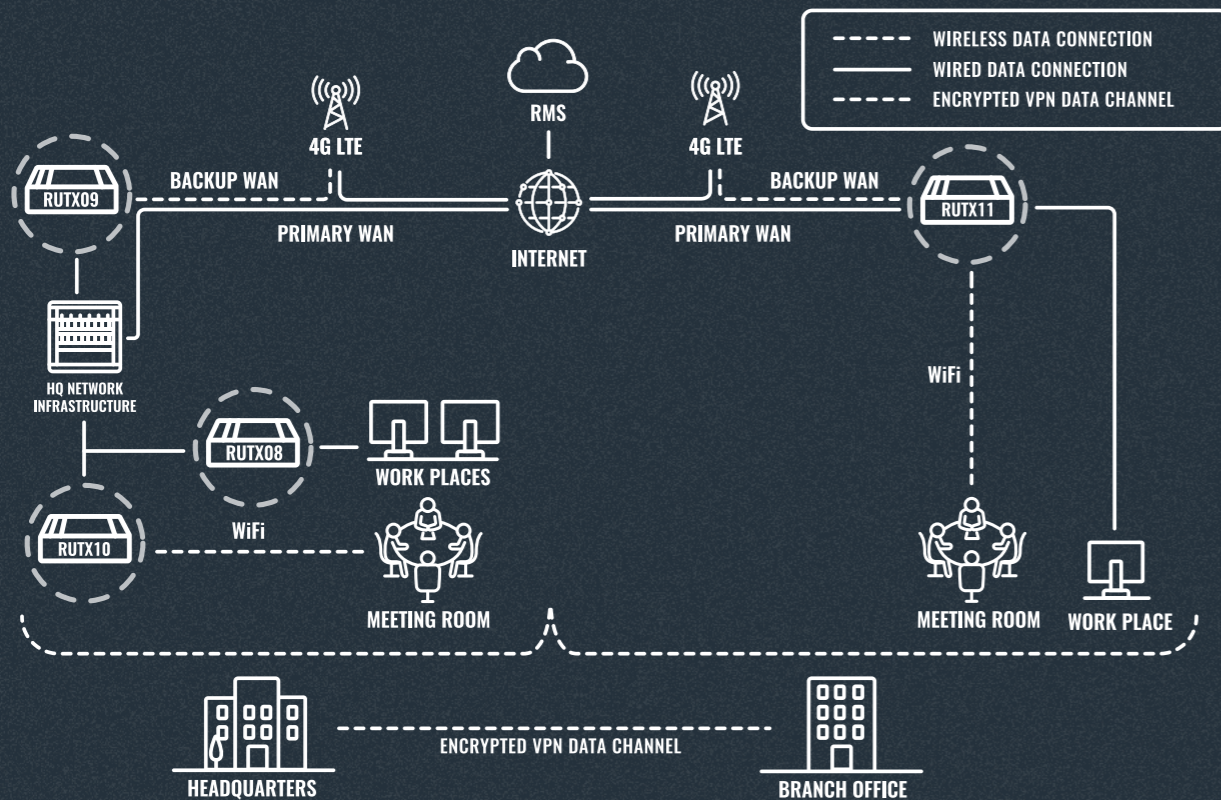 WIRELESS DATA CONNECTION
WIRED DATA CONNECTION
ENCRYPTED VPN DATA CHANNEL
RMS
4G LTE
4G LTE
BACKUP WAN
BACKUP WAN
RUTX09
RUTX11
PRIMARY WAN
PRIMARY WAN
INTERNET
WiFi
HQ NETWORK
INFRASTRUCTURE
RUTX08
WORK PLACES
WiFi
RUTX10
MEETING ROOM
MEETING ROOM
WORK PLACE
ENCRYPTED VPN DATA CHANNEL
HEADQUARTERS
BRANCH OFFICE